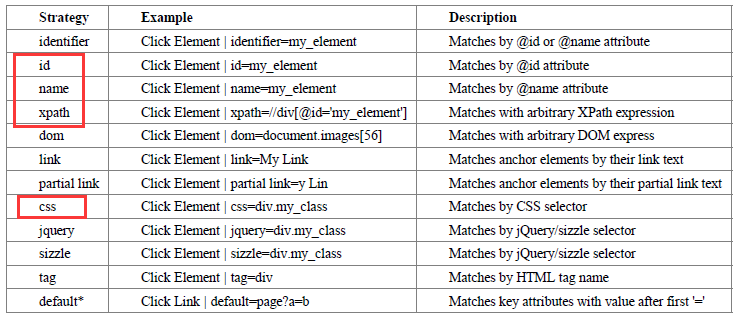 Strategy Example Description
identifier Click Element | identifier=my_element Matches by @id or @name attribute
id Click Element | id=my_element Matches by @id attribute
name Click Element | name=my_element Matches by @name attribute
xpath Click Element | xpath=//div[@id='my_element'] Matches with arbitrary XPath expression
dom Click Element | dom=document.images[56] Matches with arbitrary DOM express
link Click Element | link=My Link Matches anchor elements by their link text
partial link Click Element | partial link=y Lin Matches anchor elements by their partial link text
css Click Element | css=div.my_class Matches by CSS selector
jquery Click Element | jquery=div.my_class Matches by jQuery/sizzle selector
sizzle Click Element | sizzle=div.my_class Matches by jQuery/sizzle selector
tag Click Element | tag=div Matches by HTML tag name
default* Click Link | default=page?a=b Matches key attributes with value after first '='